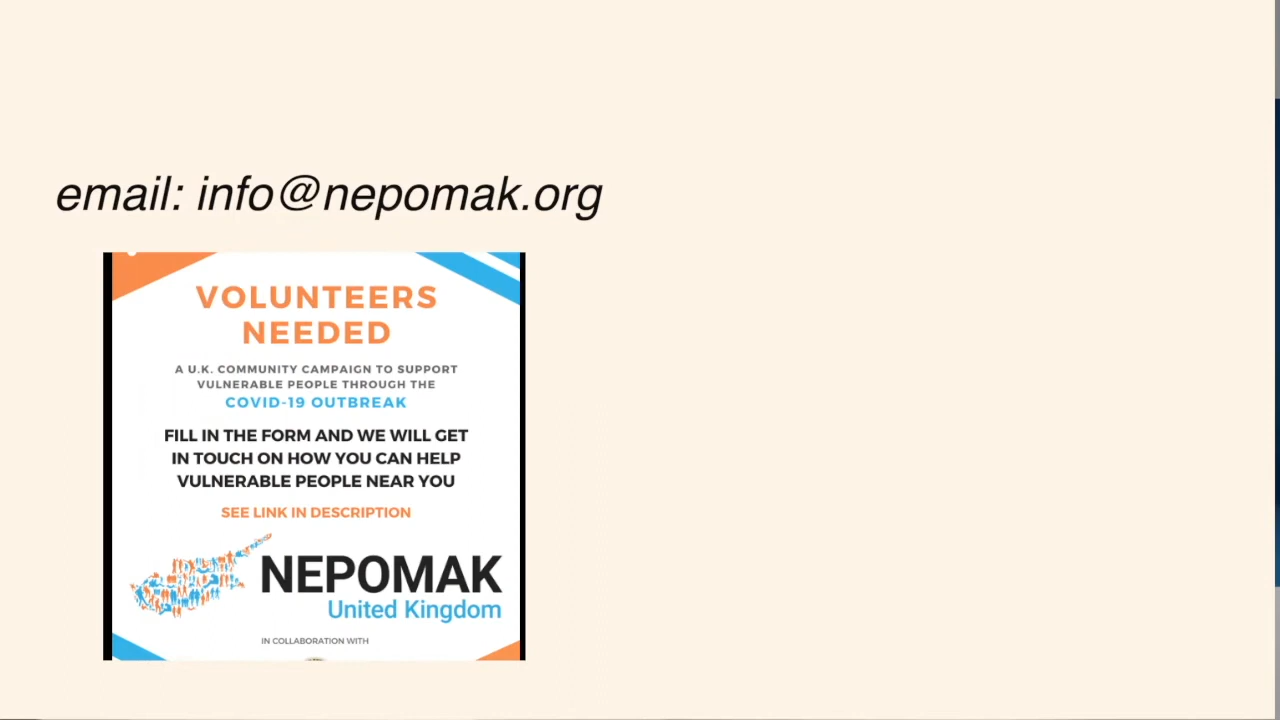 email: info@nepomak.org
VOLUNTEERS
NEEDED
A U.K. COMMUNITY CAMPAIGN TO SUPPORT
VULNERABLE PEOPLE THROUGH THE
COVID-19 OUTBREAK
FILL IN THE FORM AND WE WILL GET
IN TOUCH ON HOW YOU CAN HELP
VULNERABLE PEOPLE NEAR YOU
SEE LINK IN DESCRIPTION
NEPOMAK
United Kingdom
IN COLLABORATION WITH